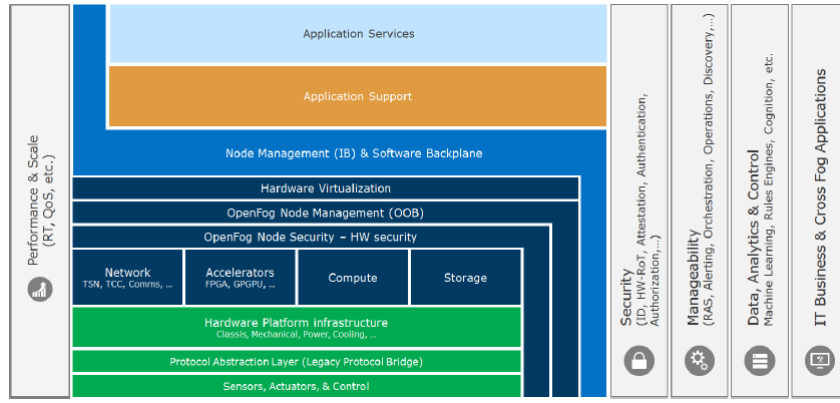 Performance & Scale
(RT, QoS, etc.)
Application Services
Application Support
Node Management (IB) & Software Backplane
Hardware Virtualization
OpenFog Node Management (OOB)
OpenFog Node Security – HW security
Network
TSN, TCC, Comms, ...
Accelerators
FPGA, GPGPU, ...
Compute
Storage
Hardware Platform infrastructure
Classis, Mechanical, Power, Cooling, ...
Protocol Abstraction Layer (Legacy Protocol Bridge)
Sensors, Actuators, & Control
Security
(ID, HW-RoT, Attestation, Authentication,
Authorization,...)
Manageability
(RAS, Alerting, Orchestration, Operations, Discovery,...)
Data, Analytics & Control
Machine Learning, Rules Engines, Cognition, etc.
IT Business & Cross Fog Applications